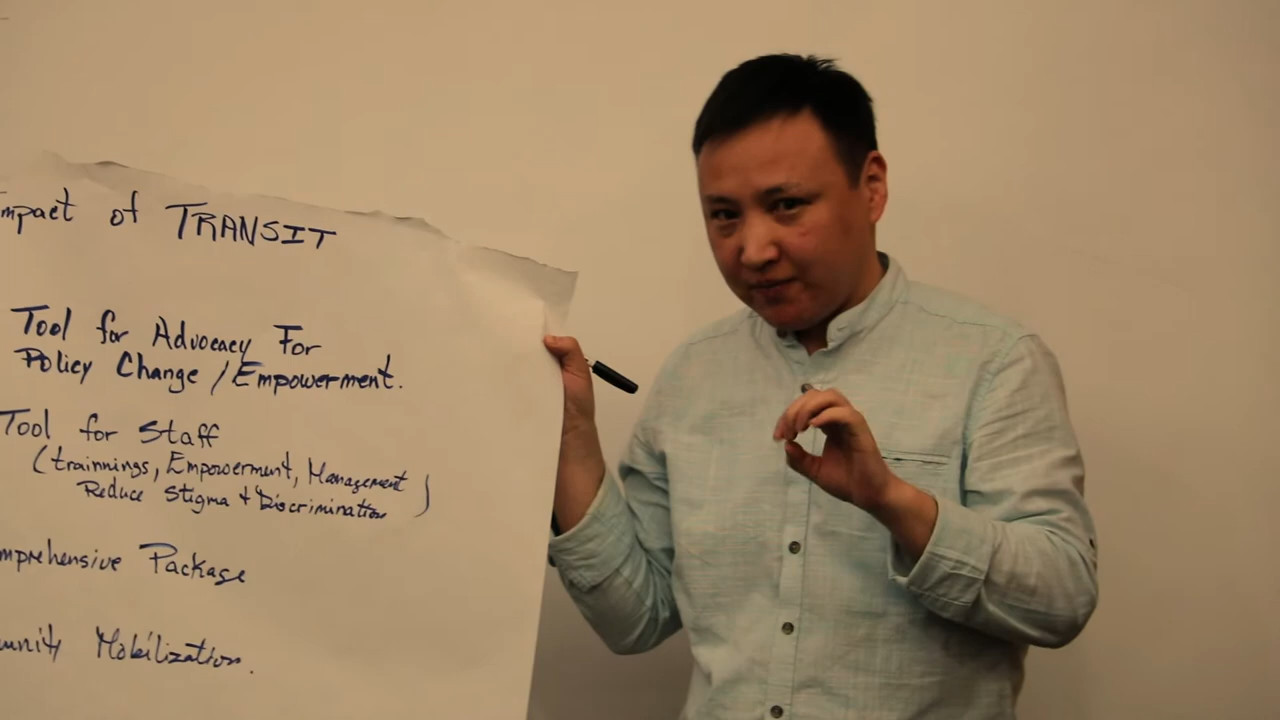 mpact of TRANSIT
Tool for Advocacy For
Policy Change / Empowerment.
Tool for Staff
(trainnings, Empowerment, Management
Reduce Stigma + Discrimination)
mprehensive Package
unity Mobilization.